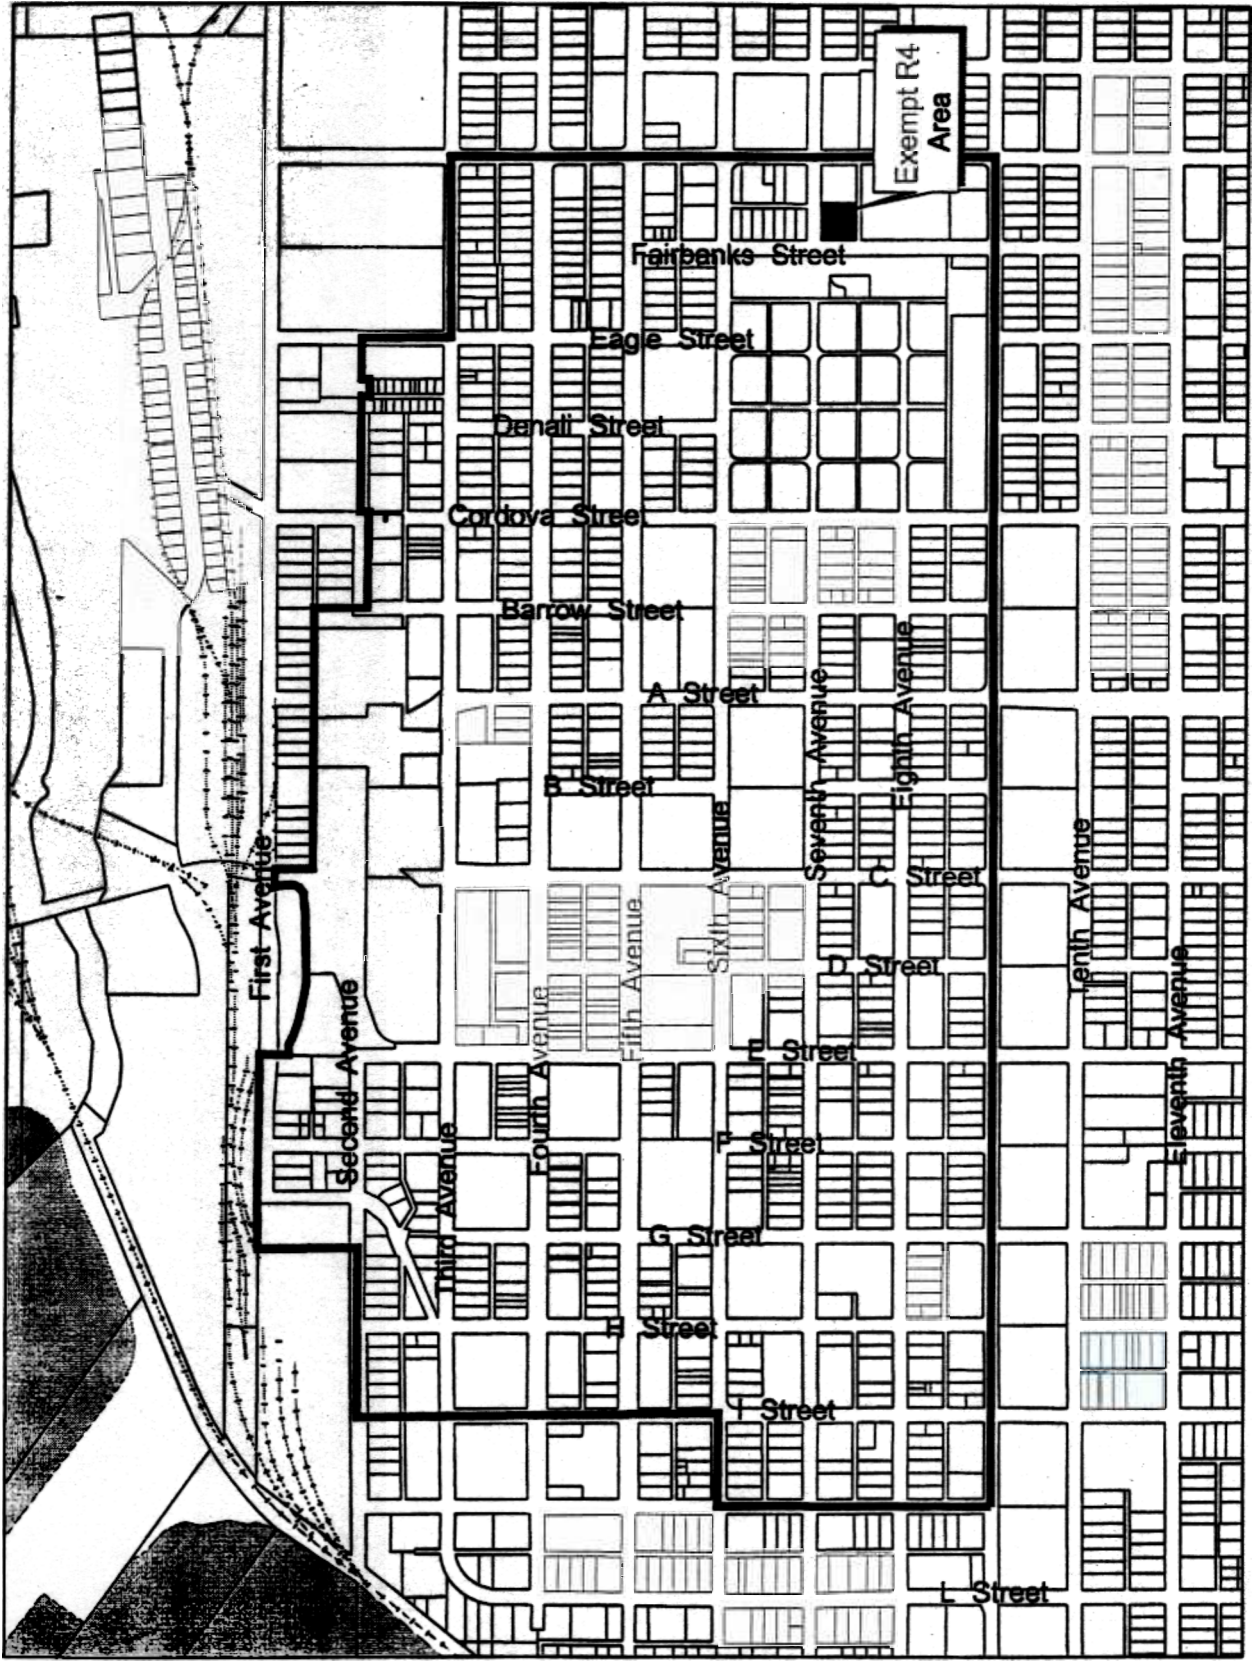 Exempt R4
Area
Fairbanks Street
Eagle Street
Denali Street
Cordova Street
Barrow Street
A Street
B Street
C Street
D Street
E Street
F Street
G Street
H Street
I Street
L Street
First Avenue
Second Avenue
Third Avenue
Fourth Avenue
Fifth Avenue
Sixth Avenue
Seventh Avenue
Eighth Avenue
Tenth Avenue
Eleventh Avenue